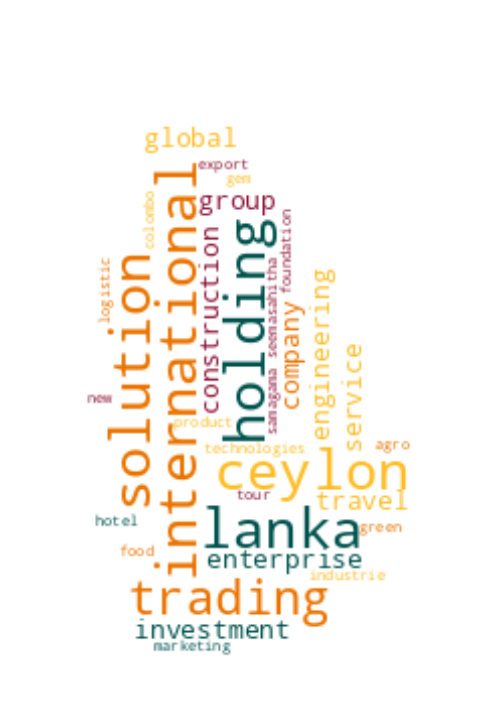 global
export
gem
international
group
colombo
holding
foundation
construction
solution
logistic
samagama seemasahitha
engineering
company
service
new
product
technologies
agro
ceylon
tour
travel
lanka
hotel
green
food
enterprise
industrie
trading
investment
marketing